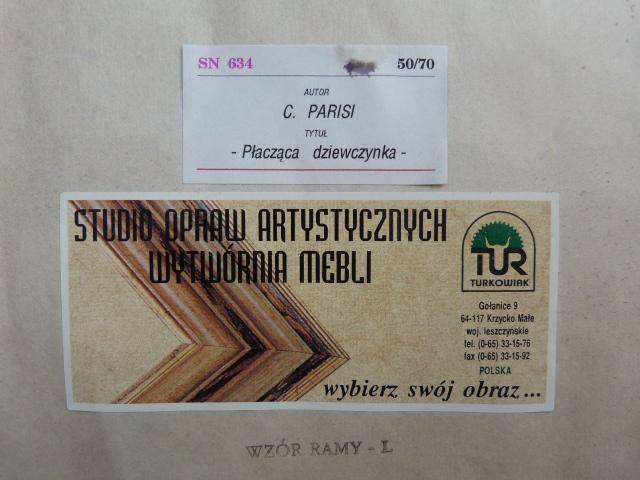 SN 634 50/70
AUTOR
C. PARISI
TYTUŁ
- Płacząca dziewczynka -
STUDIO OPRAW ARTYSTYCZNYCH
WYTWÓRNIA MEBLI
TUR
TURKOWIAK
Gołanice 9
64-117 Krzycko Małe
woj. leszczyńskie
tel. (0-65) 33-15-76
fax (0-65) 33-15-92
POLSKA
wybierz swój obraz...
WZÓR RAMY - L